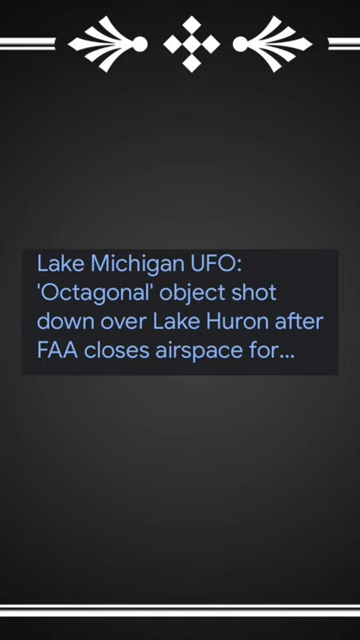 Lake Michigan UFO:
'Octagonal' object shot
down over Lake Huron after
FAA closes airspace for...